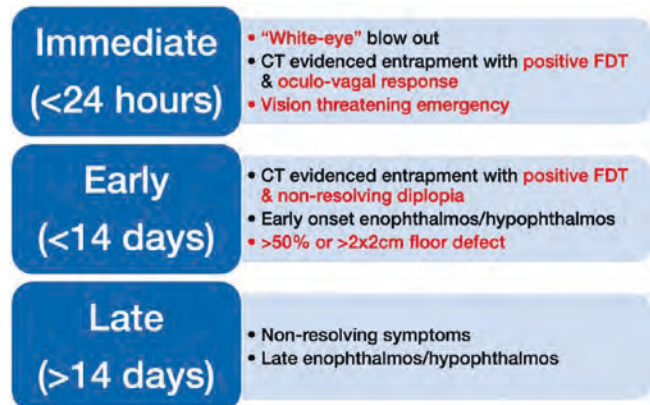 Immediate
(<24 hours)
• “White-eye” blow out
• CT evidenced entrapment with positive FDT
& oculo-vagal response
• Vision threatening emergency
Early
(<14 days)
• CT evidenced entrapment with positive FDT
& non-resolving diplopia
• Early onset enophthalmos/hypophthalmos
• >50% or >2x2cm floor defect
Late
(>14 days)
• Non-resolving symptoms
• Late enophthalmos/hypophthalmos